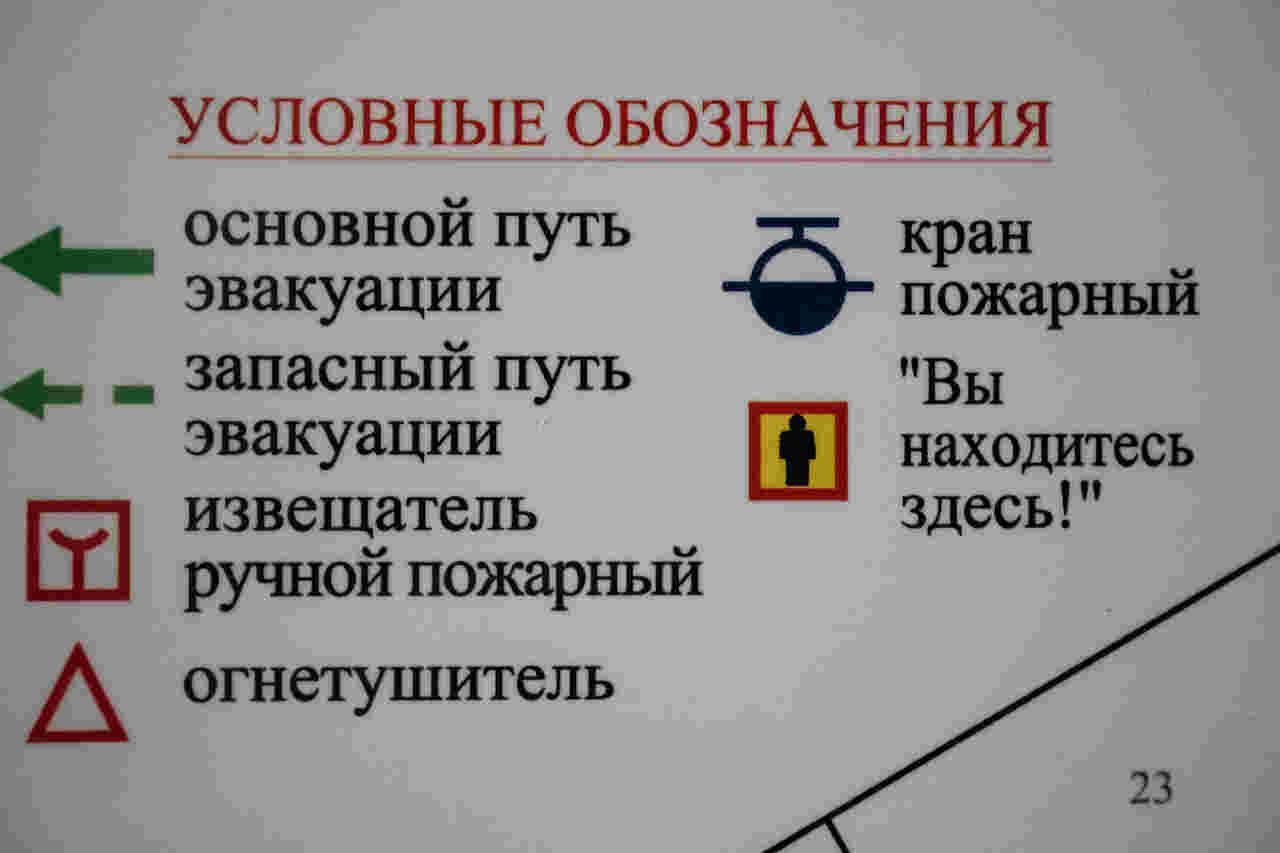 УСЛОВНЫЕ ОБОЗНАЧЕНИЯ
основной путь
эвакуации
запасный путь
эвакуации
извещатель
ручной пожарный
огнетушитель
кран
пожарный
"Вы
находитесь
здесь!"
23